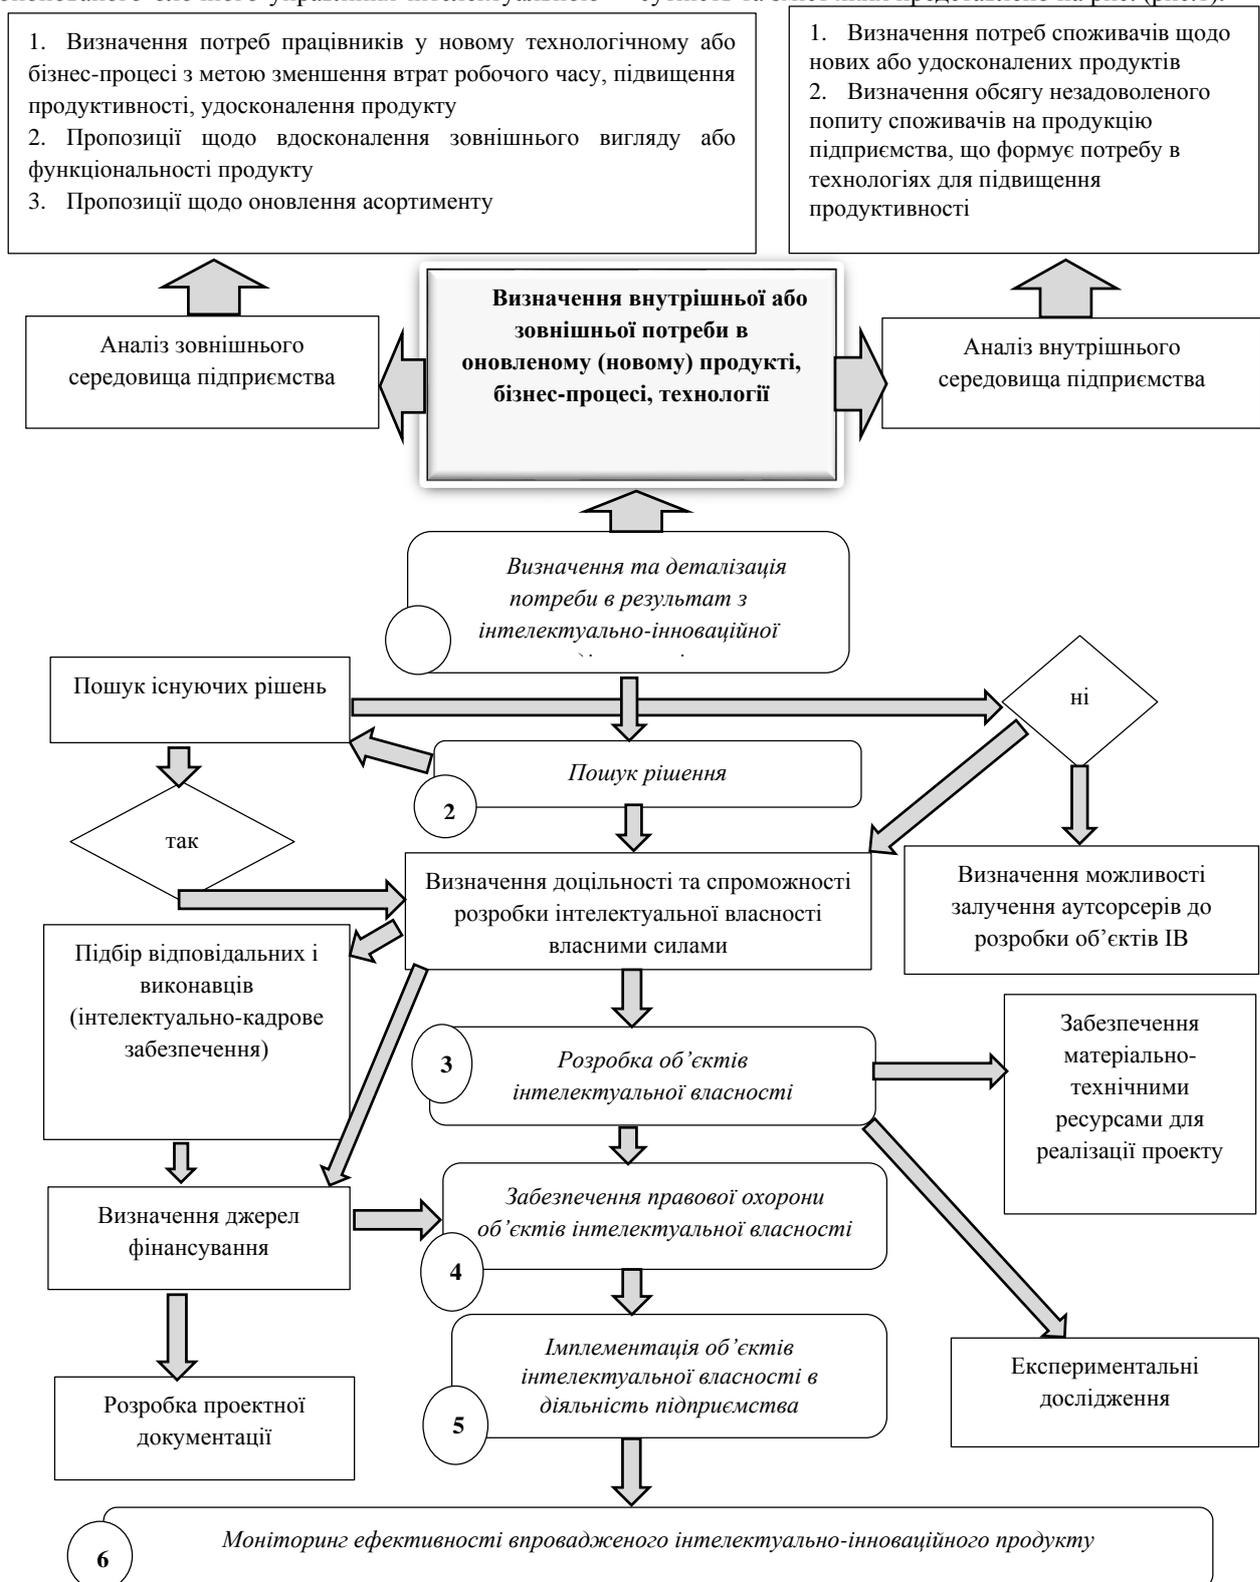 1. Визначення потреб працівників у новому технологічному або
бізнес-процесі з метою зменшення втрат робочого часу, підвищення
продуктивності, удосконалення продукту
2. Пропозиції щодо вдосконалення зовнішнього вигляду або
функціональності продукту
3. Пропозиції щодо оновлення асортименту
1. Визначення потреб споживачів щодо
нових або удосконалених продуктів
2. Визначення обсягу незадоволеного
попиту споживачів на продукцію
підприємства, що формує потребу в
технологіях для підвищення
продуктивності
Аналіз зовнішнього
середовища підприємства
Визначення внутрішньої або
зовнішньої потреби в
оновленому (новому) продукті,
бізнес-процесі, технології
Аналіз внутрішнього
середовища підприємства
Визначення та деталізація
потреби в результат з
інтелектуально-інноваційної
Пошук існуючих рішень
ні
Пошук рішення
2
так
Визначення доцільності та спроможності
розробки інтелектуальної власності
власними силами
Визначення можливості
залучення аутсорсерів до
розробки об’єктів ІВ
Підбір відповідальних і
виконавців
(інтелектуально-кадрове
забезпечення)
3
Розробка об’єктів
інтелектуальної власності
Забезпечення
матеріально-
технічними
ресурсами для
реалізації проекту
Визначення джерел
фінансування
Забезпечення правової охорони
об’єктів інтелектуальної власності
4
Імплементація об’єктів
інтелектуальної власності в
діяльність підприємства
5
Експериментальні
дослідження
Розробка проектної
документації
Моніторинг ефективності впровадженого інтелектуально-інноваційного продукту
6